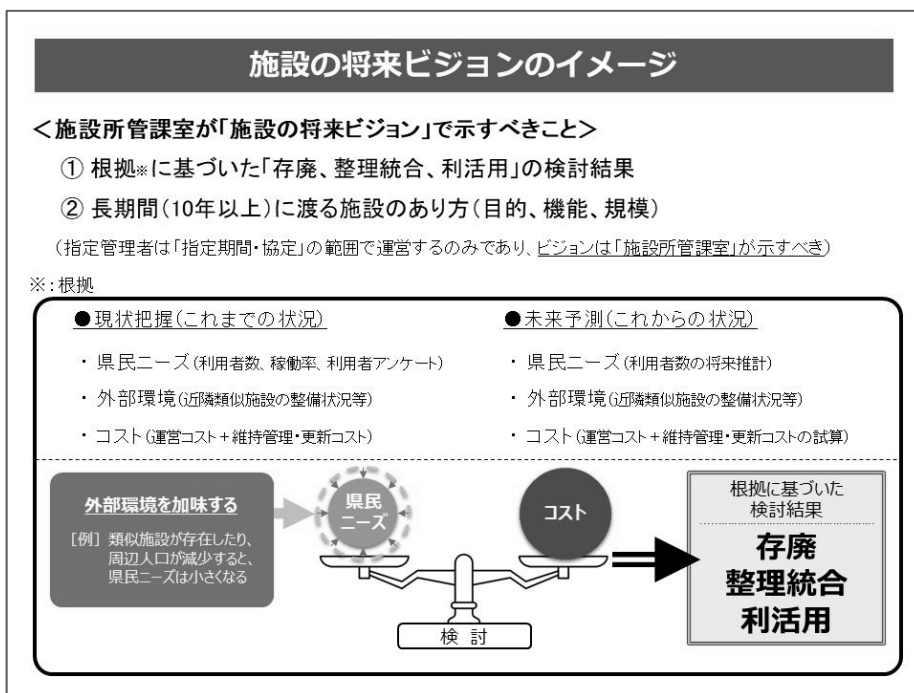 施設の将来ビジョンのイメージ
＜施設所管課室が「施設の将来ビジョン」で示すべきこと＞
① 根拠※に基づいた「存廃、整理統合、利活用」の検討結果
② 長期間（10年以上）に渡る施設のあり方（目的、機能、規模）
（指定管理者は「指定期間・協定」の範囲で運営するのみであり、ビジョンは「施設所管課室」が示すべき）
※：根拠
●現状把握（これまでの状況）
・ 県民ニーズ（利用者数、稼働率、利用者アンケート）
・ 外部環境（近隣類似施設の整備状況等）
・ コスト（運営コスト＋維持管理・更新コスト）
●未来予測（これからの状況）
・ 県民ニーズ（利用者数の将来推計）
・ 外部環境（近隣類似施設の整備状況等）
・ コスト（運営コスト＋維持管理・更新コストの試算）
外部環境を加味する
［例］ 類似施設が存在したり、
周辺人口が減少すると、
県民ニーズは小さくなる
県民
ニーズ
コスト
検 討
根拠に基づいた
検討結果
存廃
整理統合
利活用